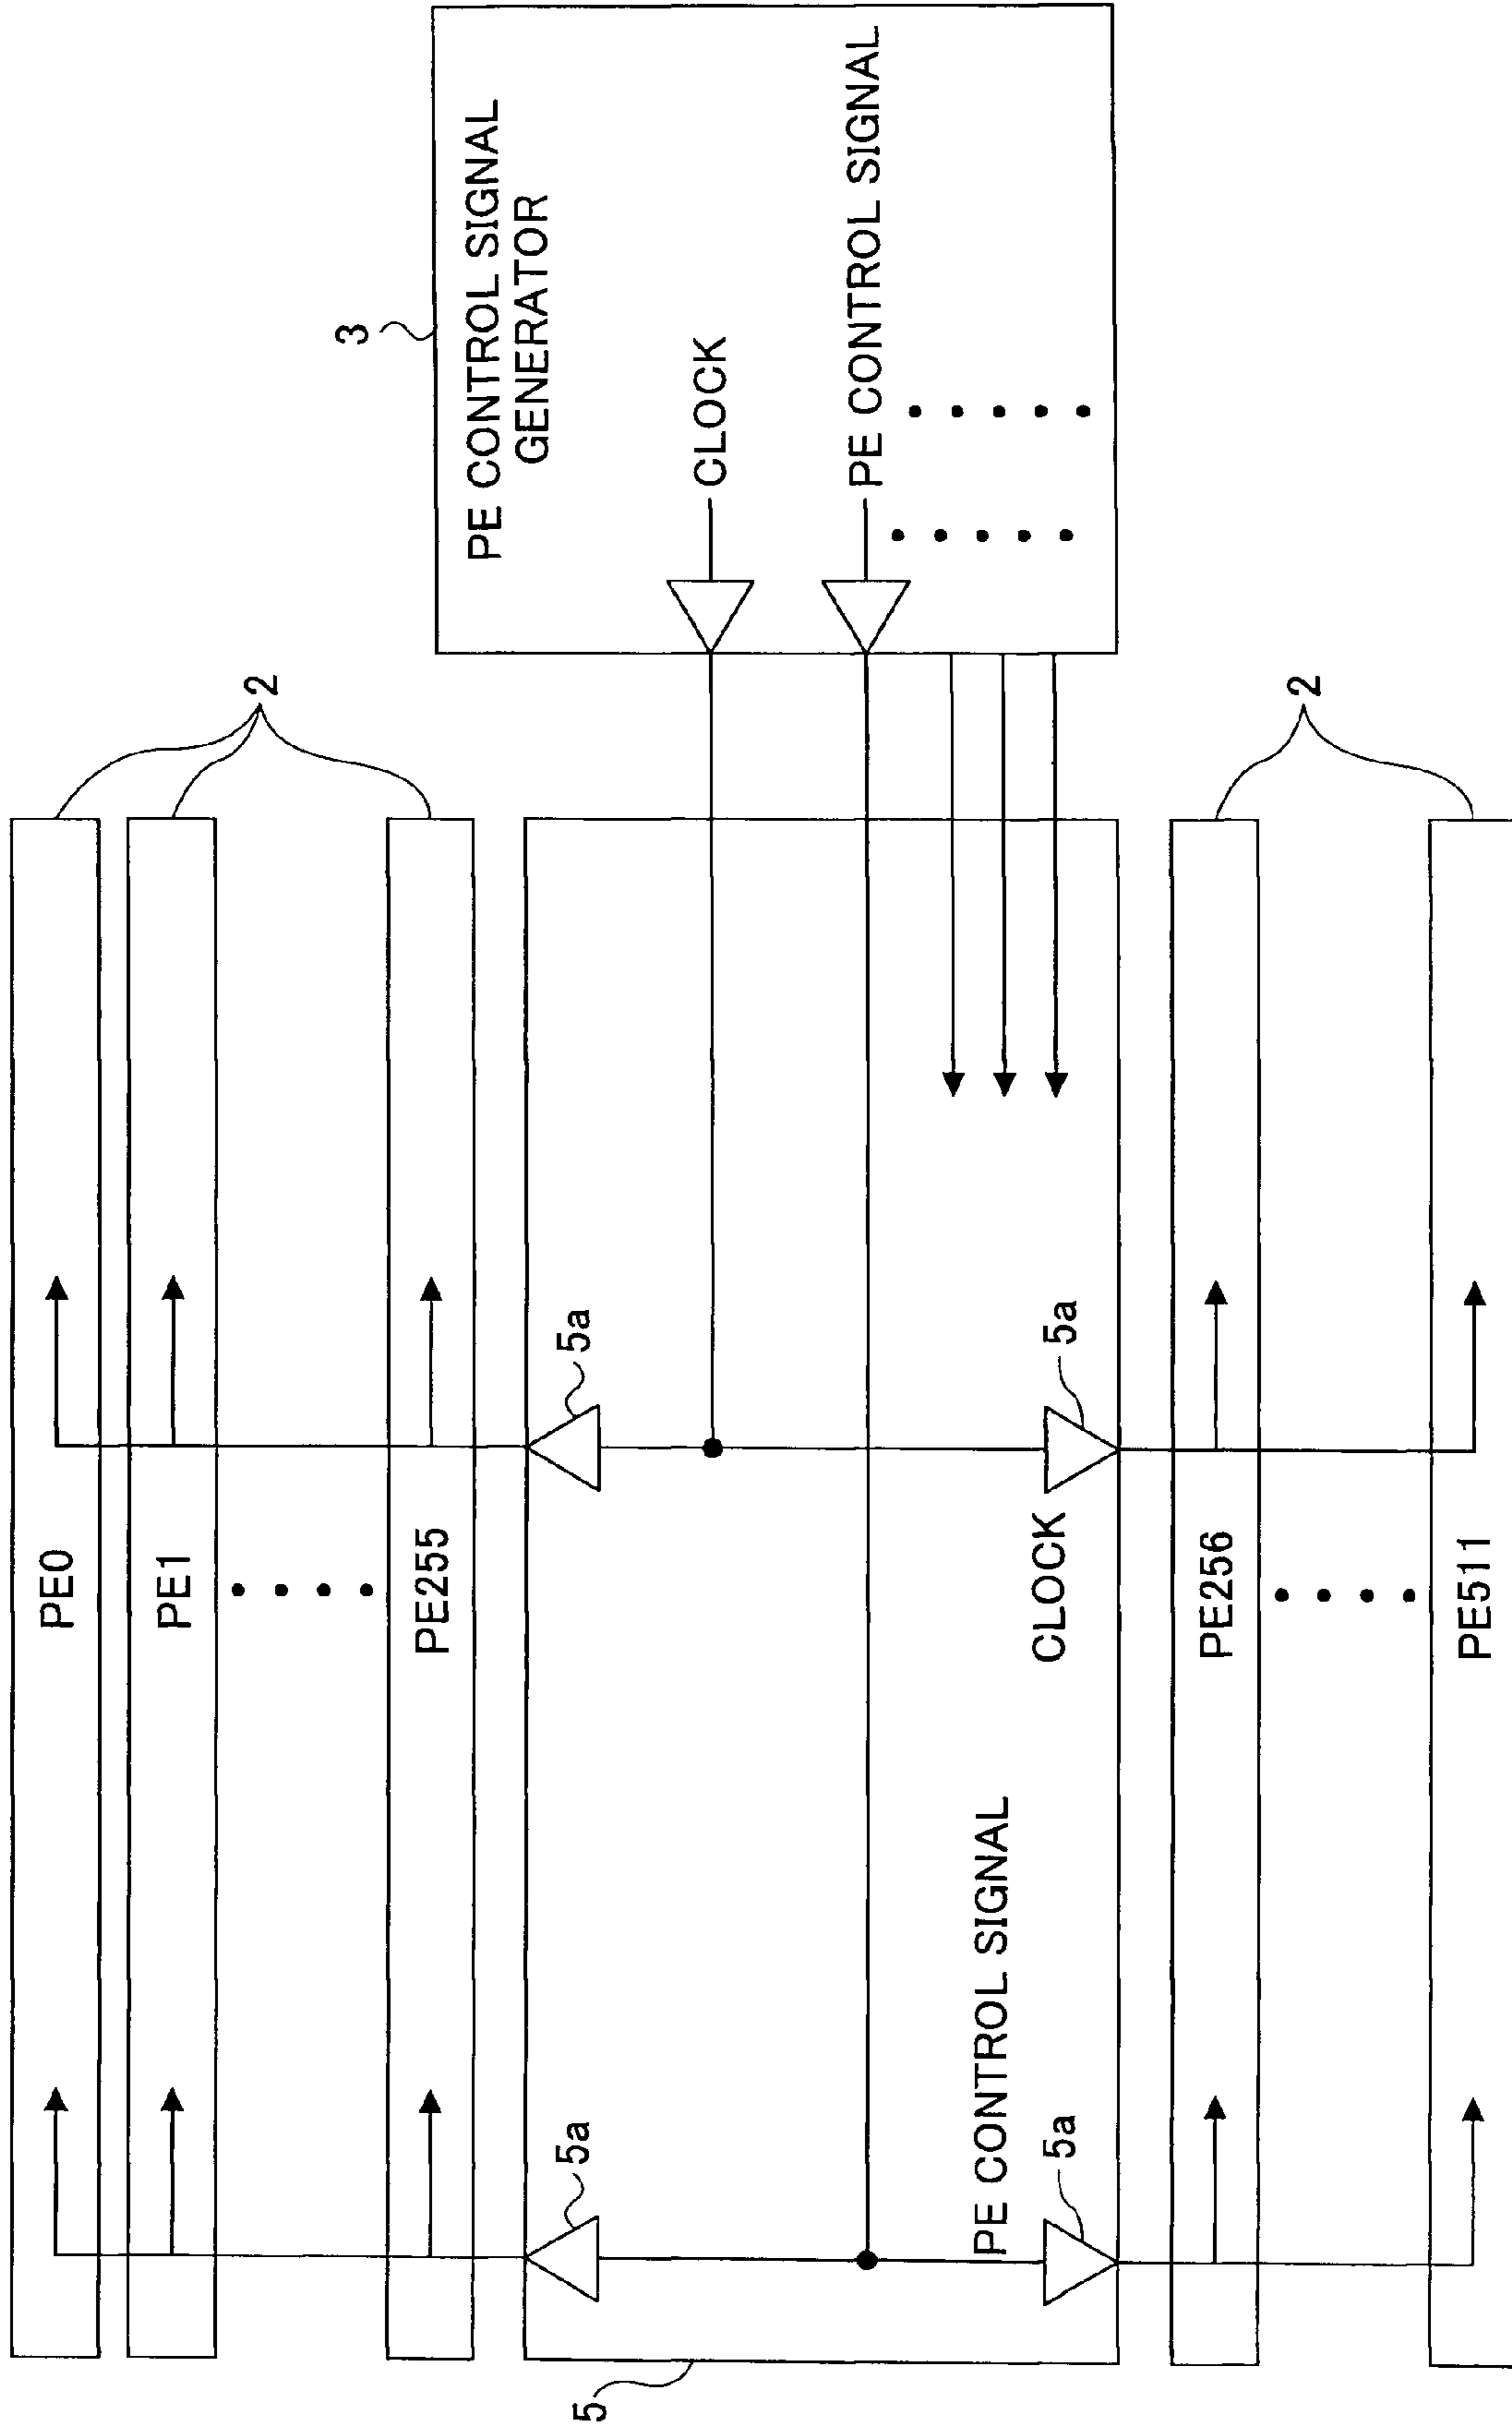 3
PE CONTROL SIGNAL
GENERATOR
CLOCK
PE CONTROL SIGNAL
2
2
5a
5a
PE0
PE1
PE255
CLOCK
PE256
PE511
PE CONTROL SIGNAL
5a
5a
5